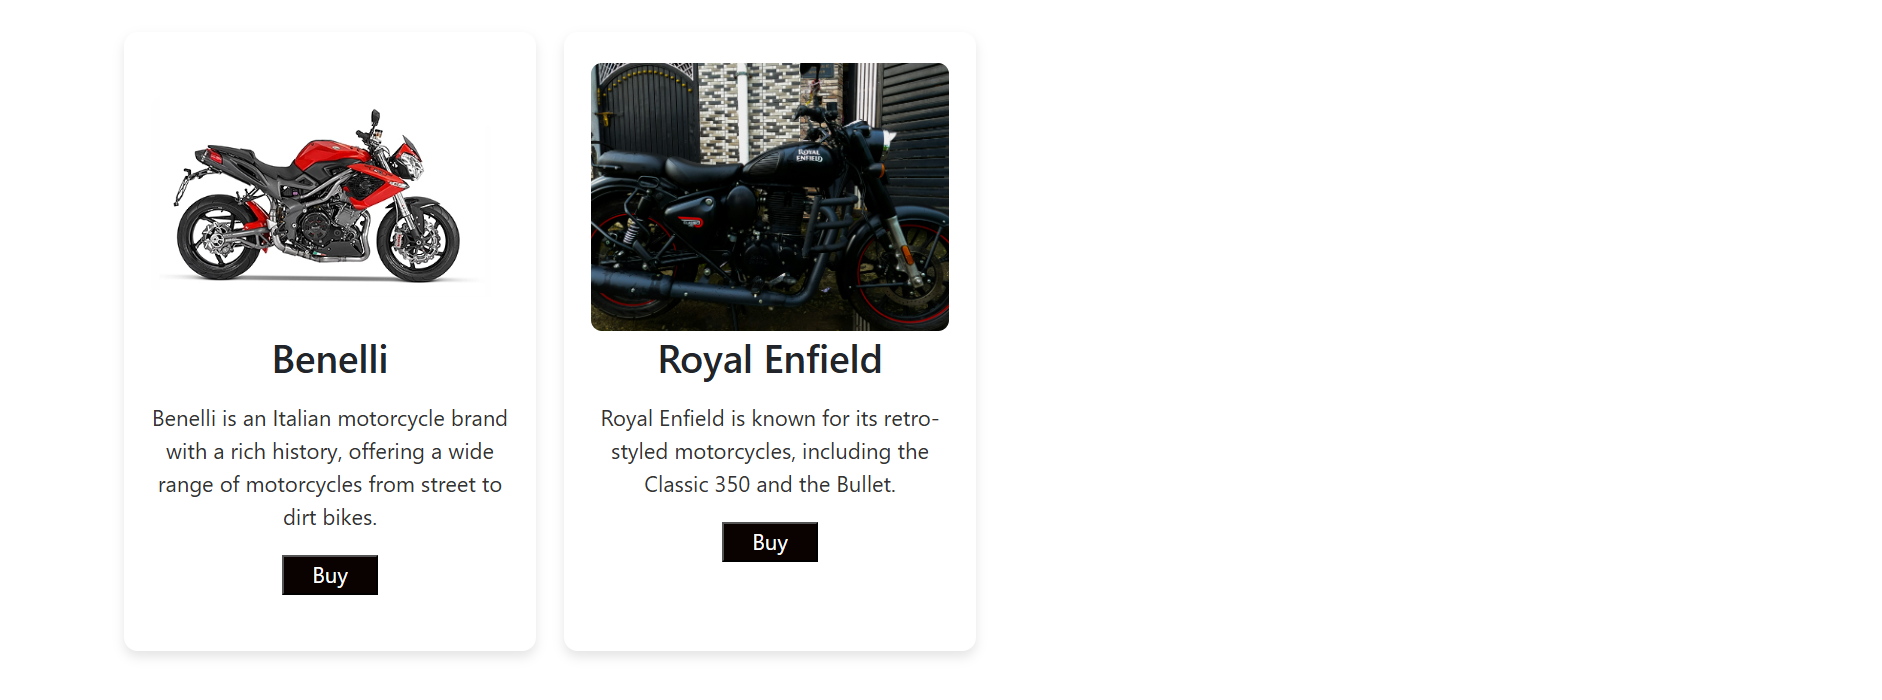 Benelli
Benelli is an Italian motorcycle brand
with a rich history, offering a wide
range of motorcycles from street to
dirt bikes.
Buy
ROYAL
ENFIELD
Royal Enfield
Royal Enfield is known for its retro-
styled motorcycles, including the
Classic 350 and the Bullet.
Buy